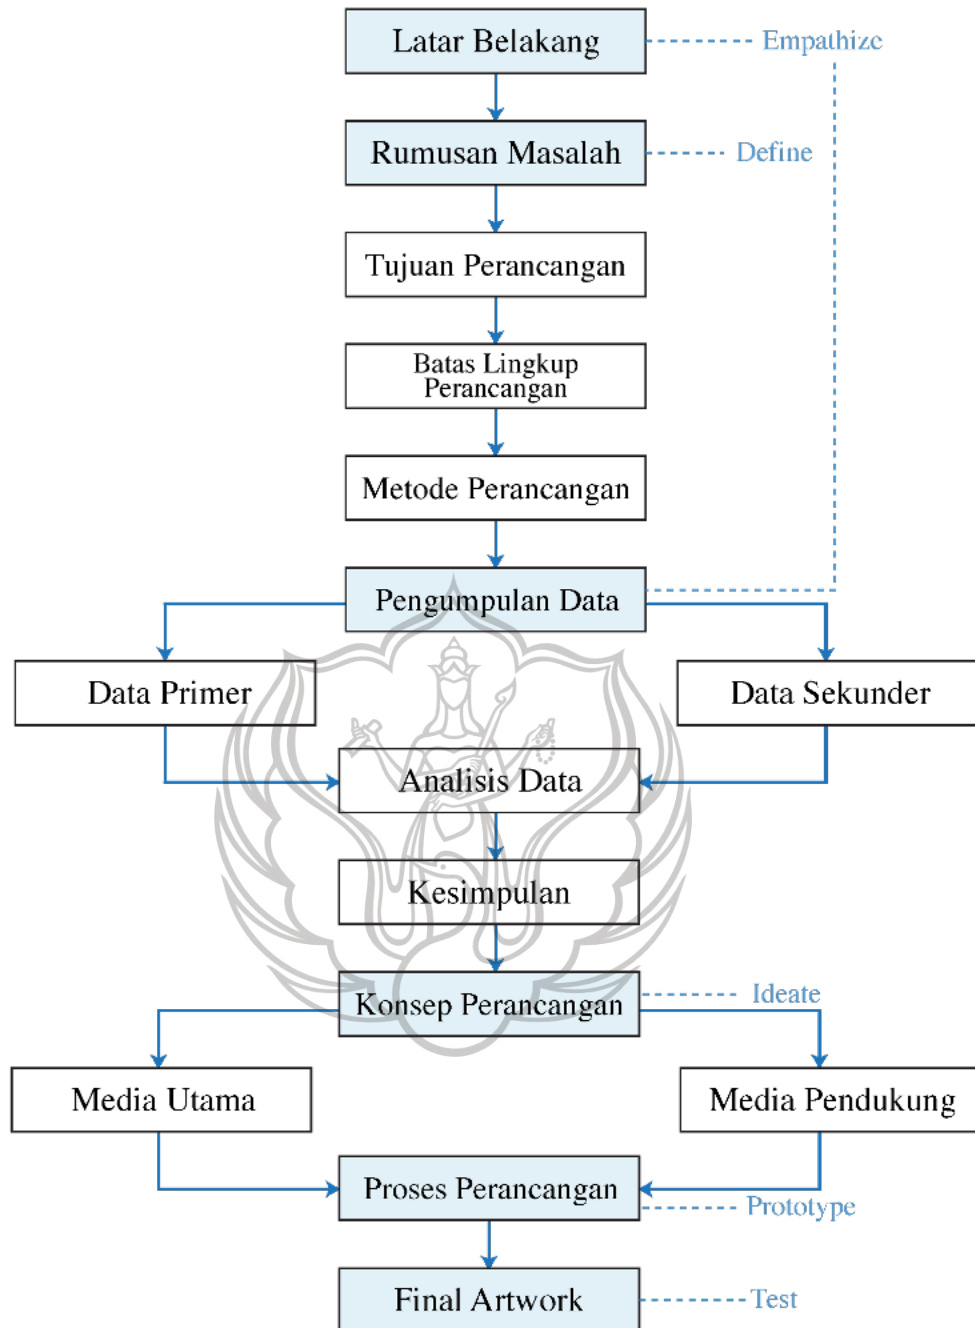 Latar Belakang
Empathize
Rumusan Masalah
Define
Tujuan Perancangan
Batas Lingkup
Perancangan
Metode Perancangan
Pengumpulan Data
Data Primer
Data Sekunder
Analisis Data
Kesimpulan
Konsep Perancangan
Ideate
Media Utama
Media Pendukung
Proses Perancangan
Prototype
Final Artwork
Test